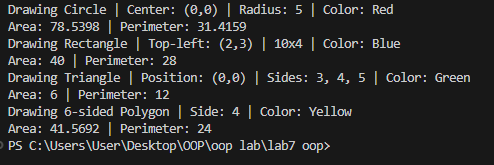 Drawing Circle | Center: (0,0) | Radius: 5 | Color: Red
Area: 78.5398 | Perimeter: 31.4159
Drawing Rectangle | Top-left: (2,3) | 10x4 | Color: Blue
Area: 40 | Perimeter: 28
Drawing Triangle | Position: (0,0) | Sides: 3, 4, 5 | Color: Green
Area: 6 | Perimeter: 12
Drawing 6-sided Polygon | Side: 4 | Color: Yellow
Area: 41.5692 | Perimeter: 24
PS C:\Users\User\Desktop\OOP\oop lab\lab7 oop>